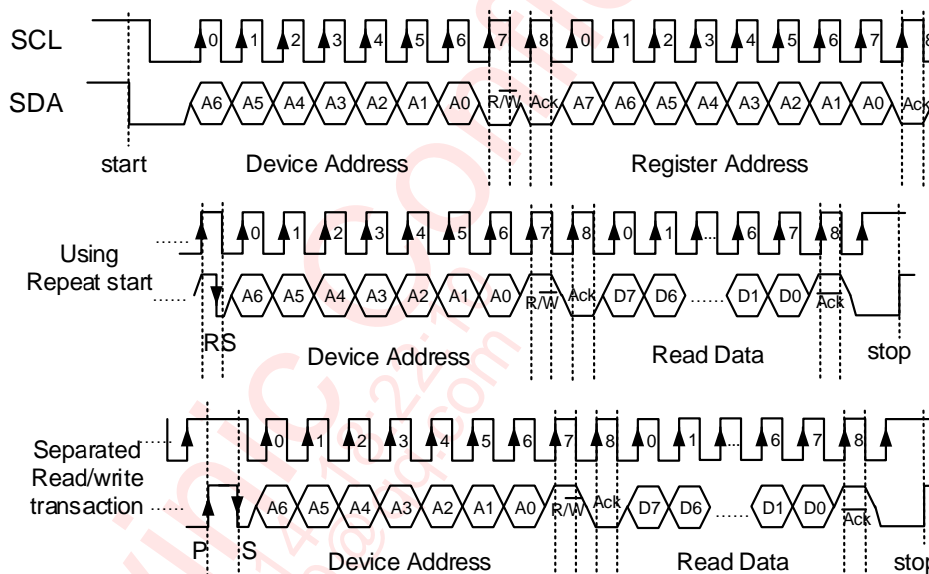 SCL 0 1 2 3 4 5 6 7 8 0 1 2 3 4 5 6 7 8
SDA A6 A5 A4 A3 A2 A1 A0 R/W Ack A7 A6 A5 A4 A3 A2 A1 A0 Ack
start Device Address Register Address
0 1 2 3 4 5 6 7 8 0 1 ... 6 7 8
Using
Repeat start
...... A6 A5 A4 A3 A2 A1 A0 R/W Ack D7 D6 ...... D1 D0 Ack
RS Device Address Read Data stop
0 1 2 3 4 5 6 7 8 0 1 ... 6 7 8
Separated
Read/write
transaction
...... A6 A5 A4 A3 A2 A1 A0 R/W Ack D7 D6 ...... D1 D0 Ack
P S Device Address Read Data stop